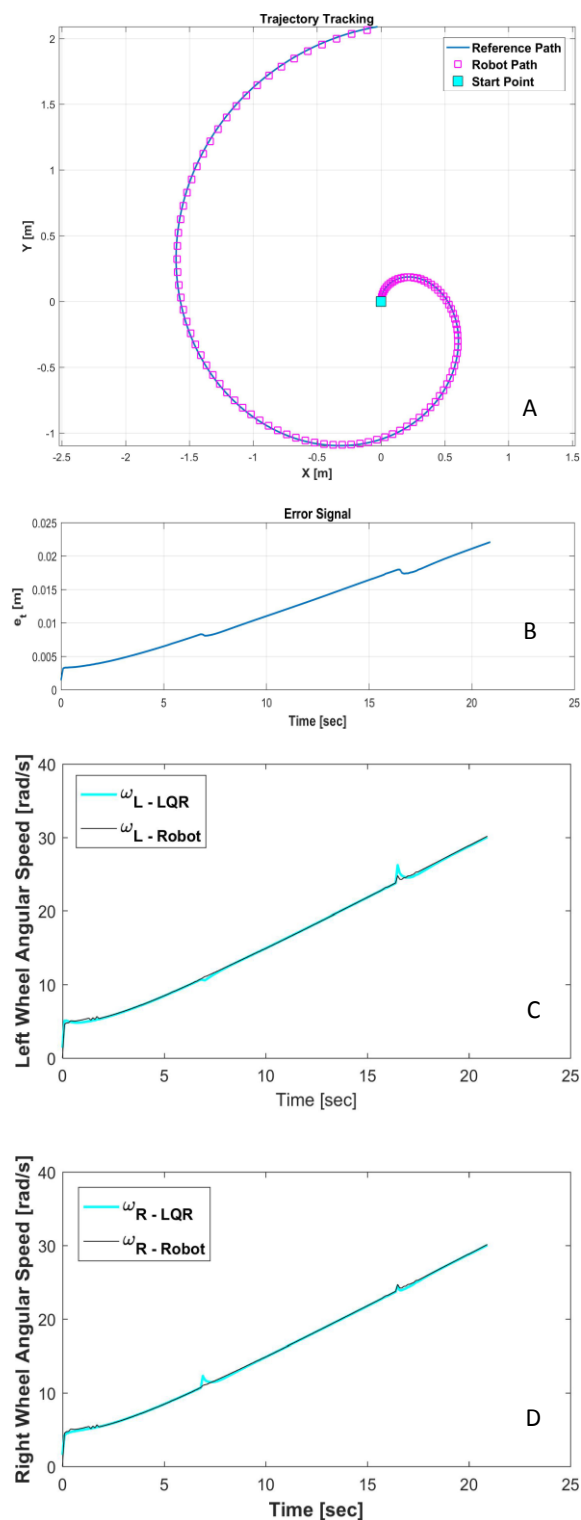 Trajectory Tracking
Reference Path
Robot Path
Start Point
2
1.5
1
0.5
0
-0.5
-1
Y [m]
A
-2.5 -2 -1.5 -1 -0.5 0 0.5 1 1.5
X [m]
Error Signal
0.025
0.02
0.015
0.01
0.005
0
e_t [m]
B
0 5 10 15 20 25
Time [sec]
40
30
20
10
0
Left Wheel Angular Speed [rad/s]
ω_L - LQR
ω_L - Robot
C
0 5 10 15 20 25
Time [sec]
40
30
20
10
0
Right Wheel Angular Speed [rad/s]
ω_R - LQR
ω_R - Robot
D
0 5 10 15 20 25
Time [sec]